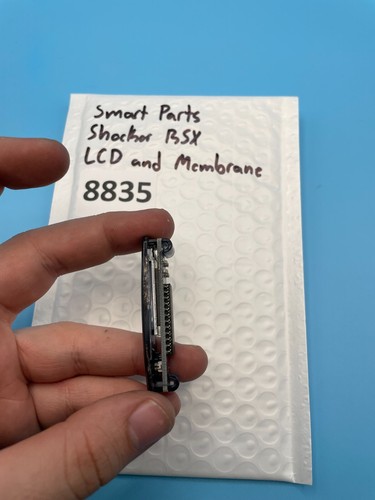 Smart Parts
Shocker RSX
LCD and Membrane
8835